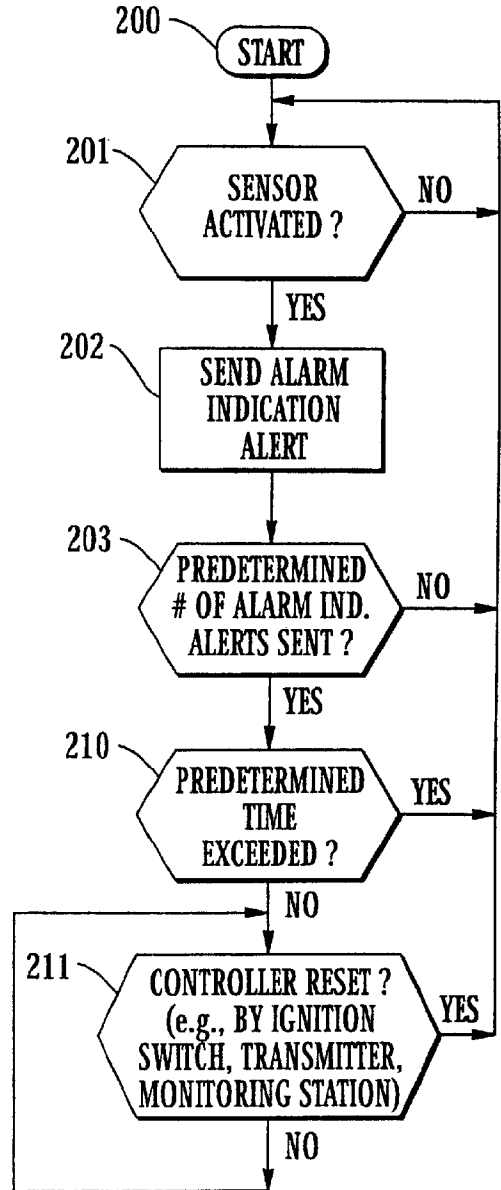 200
START
201
SENSOR
ACTIVATED ?
NO
YES
202
SEND ALARM
INDICATION
ALERT
203
PREDETERMINED
# OF ALARM IND.
ALERTS SENT ?
NO
YES
210
PREDETERMINED
TIME
EXCEEDED ?
YES
NO
211
CONTROLLER RESET ?
(e.g., BY IGNITION
SWITCH, TRANSMITTER,
MONITORING STATION)
YES
NO